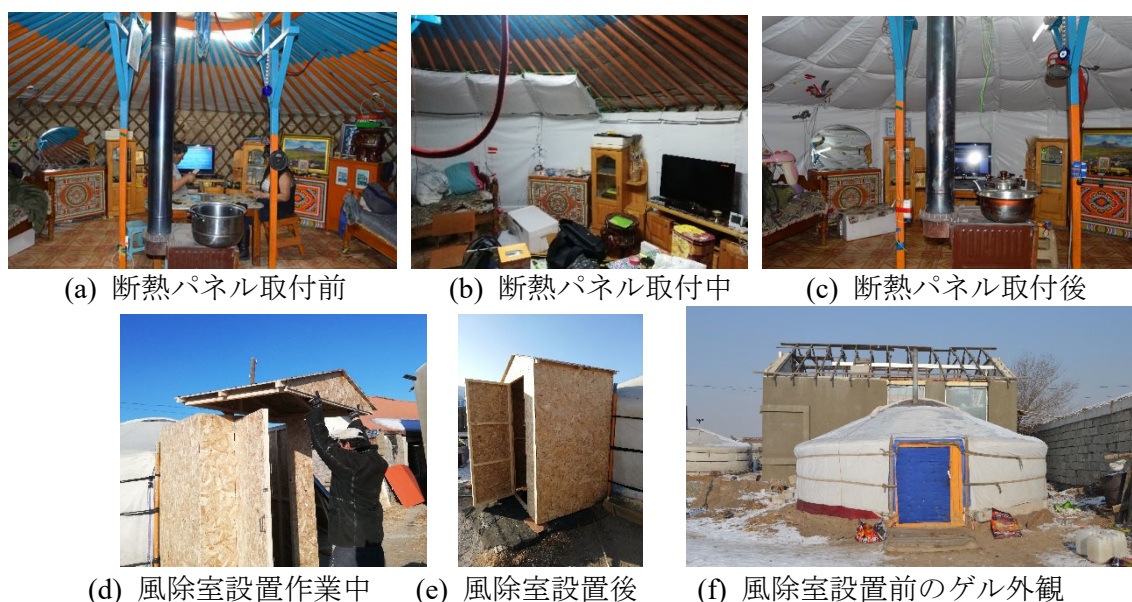 (a) 断熱パネル取付前
(b) 断熱パネル取付中
(c) 断熱パネル取付後
(d) 風除室設置作業中
(e) 風除室設置後
(f) 風除室設置前のゲル外観